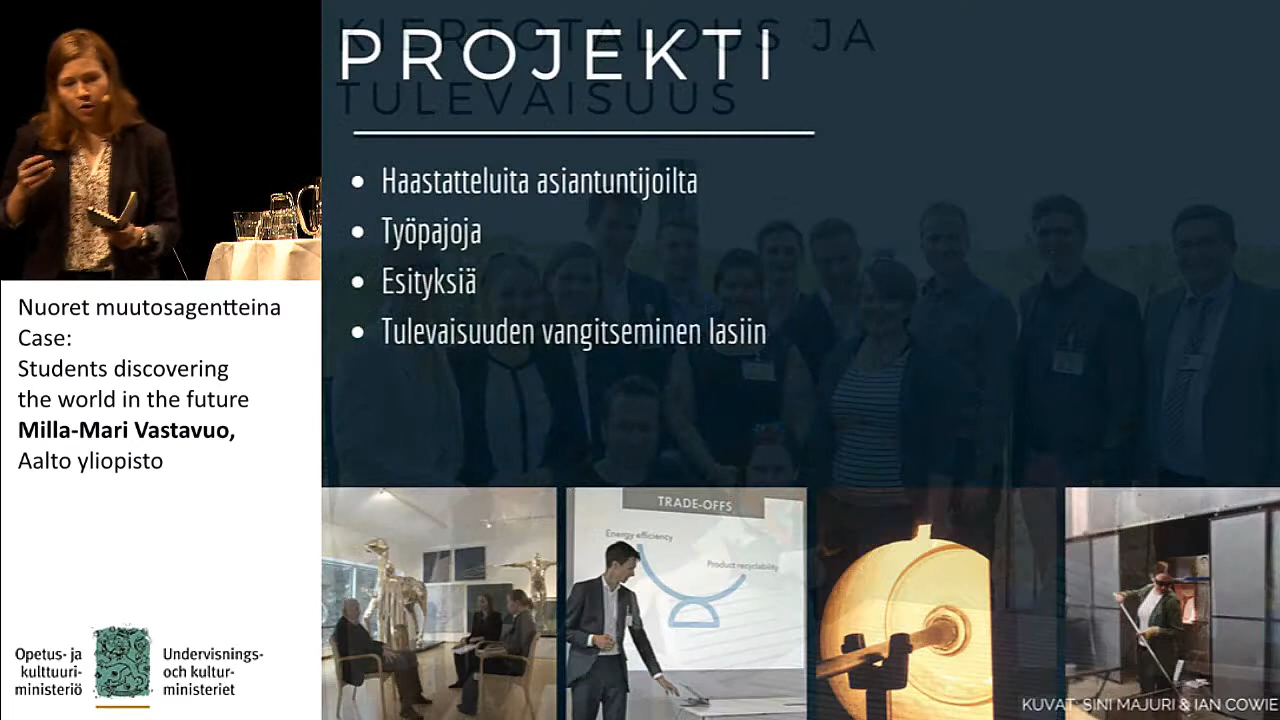 Nuoret muutosagentteina
Case:
Students discovering
the world in the future
Milla-Mari Vastavuo,
Aalto yliopisto
Opetus- ja
kulttuuri-
ministeriö
Undervisnings-
och kultur-
ministeriet
KIERTOTALOUS JA
PROJEKTI
TULEVAISUUS
• Haastatteluita asiantuntijoilta
• Työpajoja
• Esityksiä
• Tulevaisuuden vangitseminen lasiin
TRADE-OFFS
Energy efficiency
Product recyclability
KUVAT: SINI MAJURI & IAN COWIE